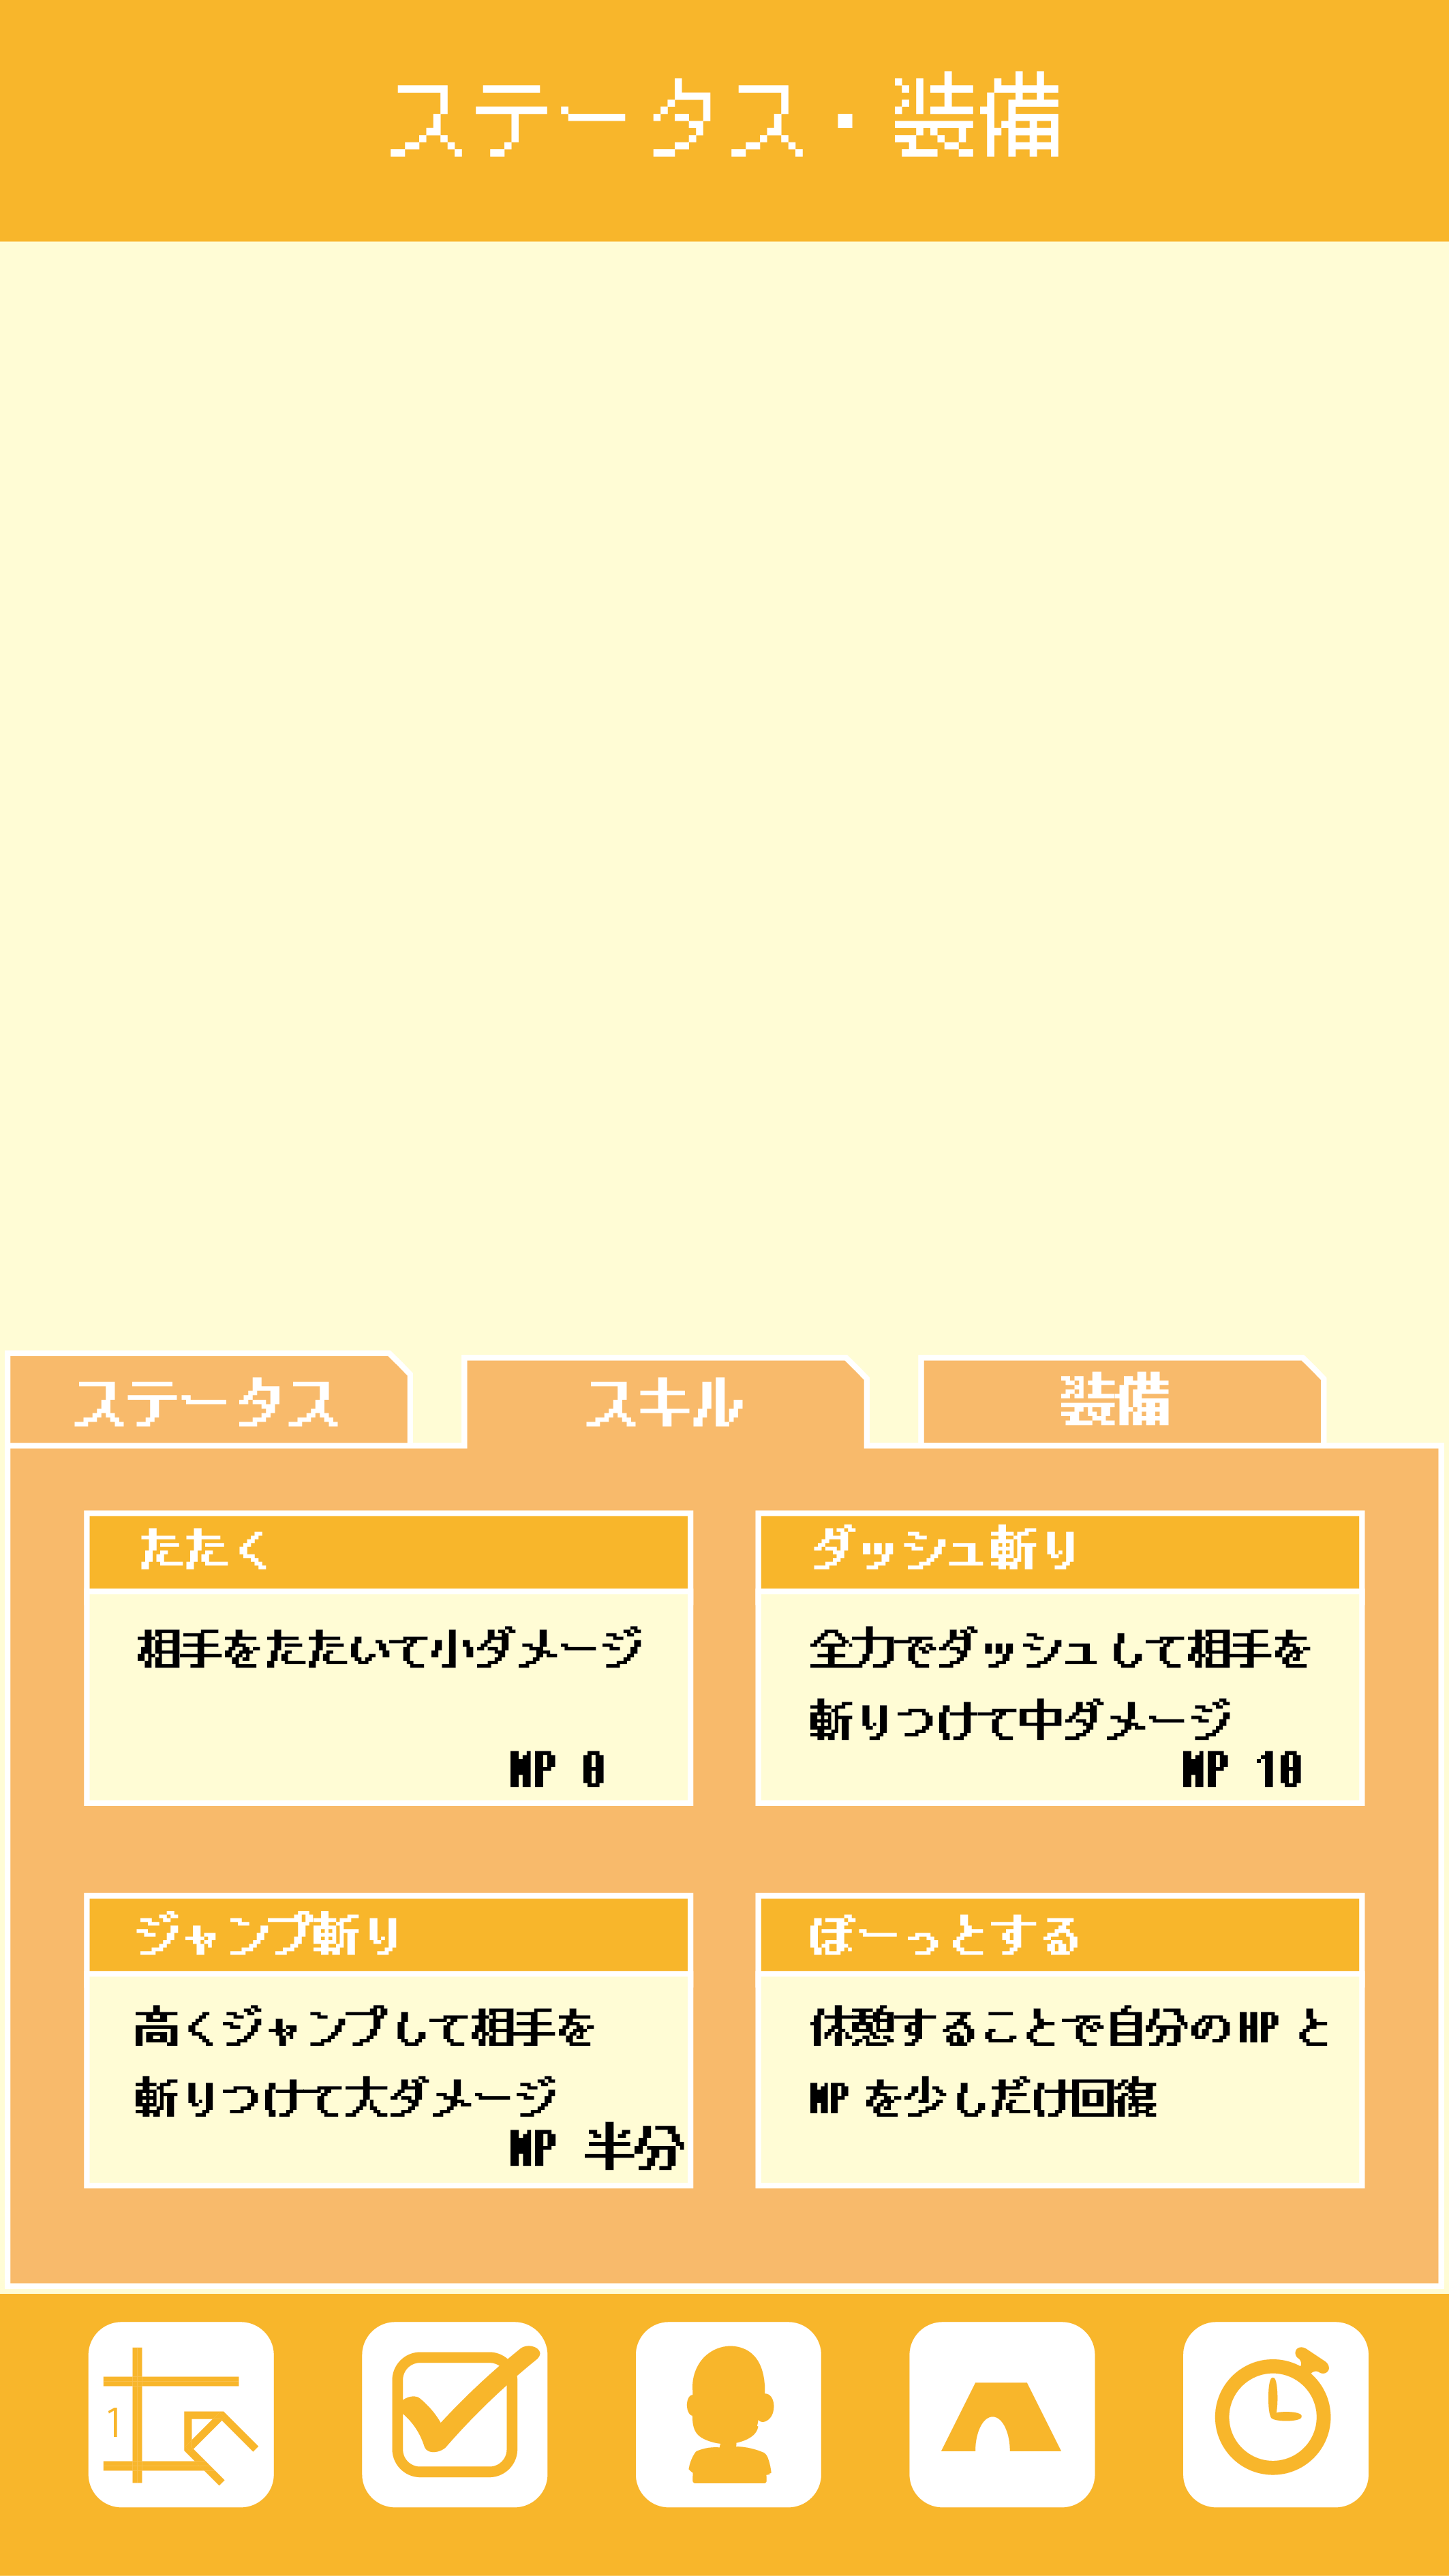 ステータス・装備
ステータス
スキル
装備
たたく
相手をたたいて小ダメージ
MP 0
ダッシュ斬り
全力でダッシュして相手を
斬りつけて中ダメージ
MP 10
ジャンプ斬り
高くジャンプして相手を
斬りつけて大ダメージ
MP 半分
ぼーっとする
休憩することで自分のHP と
MP を少しだけ回復
1